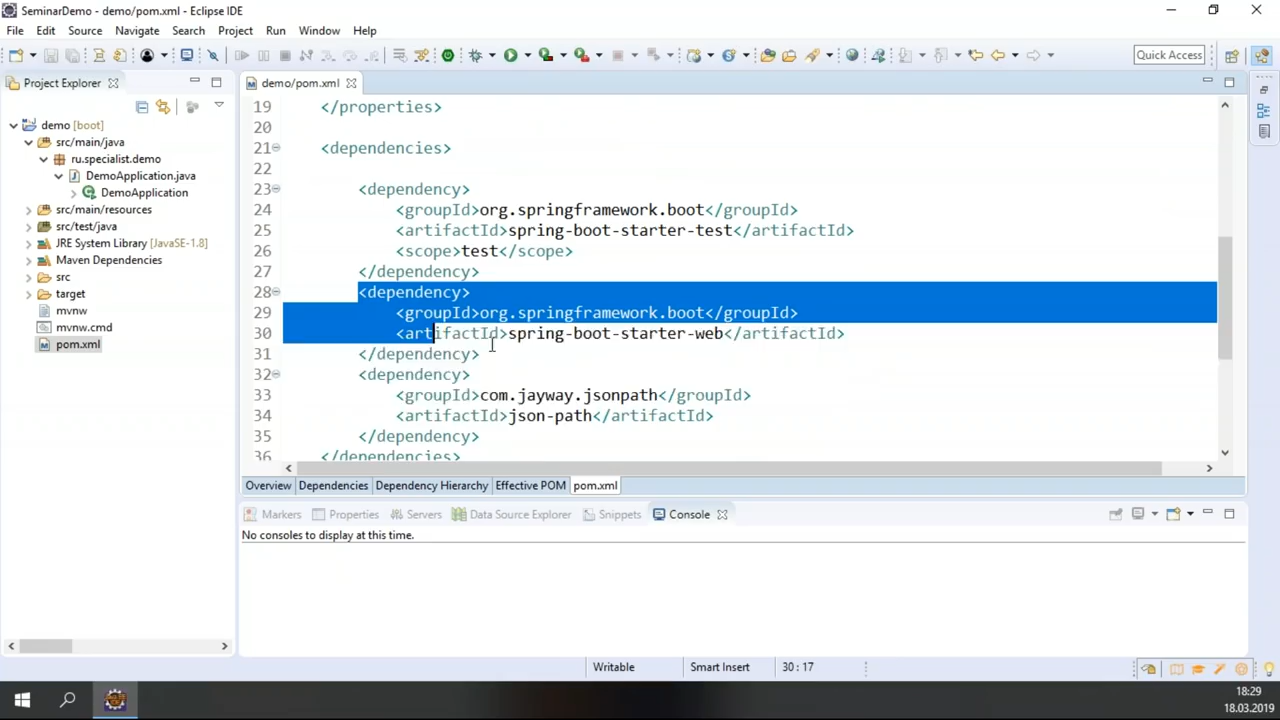 SeminarDemo - demo/pom.xml - Eclipse IDE
File Edit Source Navigate Search Project Run Window Help
Quick Access
Project Explorer
demo [boot]
src/main/java
ru.specialist.demo
DemoApplication.java
DemoApplication
src/main/resources
src/test/java
JRE System Library [JavaSE-1.8]
Maven Dependencies
src
target
mvnw
mvnw.cmd
pom.xml
demo/pom.xml
19 </properties>
20
21 <dependencies>
22
23 <dependency>
24 <groupId>org.springframework.boot</groupId>
25 <artifactId>spring-boot-starter-test</artifactId>
26 <scope>test</scope>
27 </dependency>
28 <dependency>
29 <groupId>org.springframework.boot</groupId>
30 <artifactId>spring-boot-starter-web</artifactId>
31 </dependency>
32 <dependency>
33 <groupId>com.jayway.jsonpath</groupId>
34 <artifactId>json-path</artifactId>
35 </dependency>
36 </dependencies>
Overview Dependencies Dependency Hierarchy Effective POM pom.xml
Markers Properties Servers Data Source Explorer Snippets Console
No consoles to display at this time.
Writable Smart Insert 30 : 17
18:29
18.03.2019